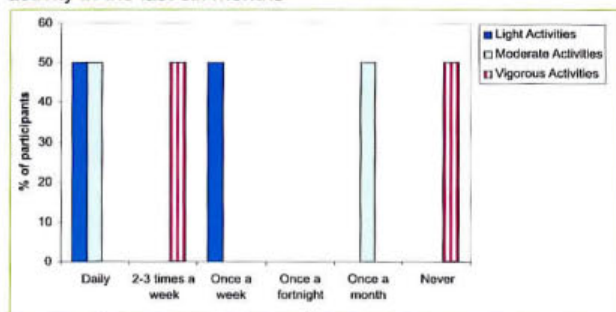 activity in the last six months
60
50
40
30
20
10
0
% of participants
Daily
2-3 times a week
Once a week
Once a fortnight
Once a month
Never
Light Activities
Moderate Activities
Vigorous Activities